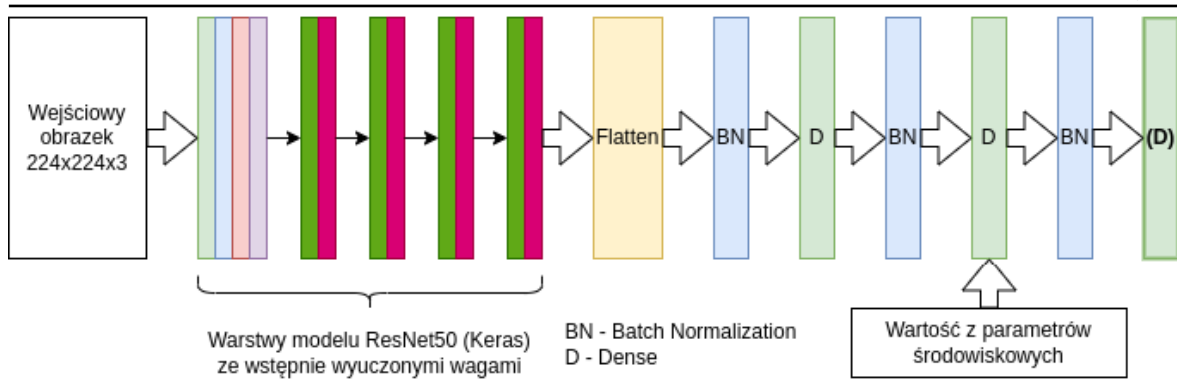 Wejściowy
obrazek
224x224x3
Flatten
BN
D
BN
D
BN
(D)
Warstwy modelu ResNet50 (Keras)
ze wstępnie wyuczonymi wagami
BN - Batch Normalization
D - Dense
Wartość z parametrów
środowiskowych